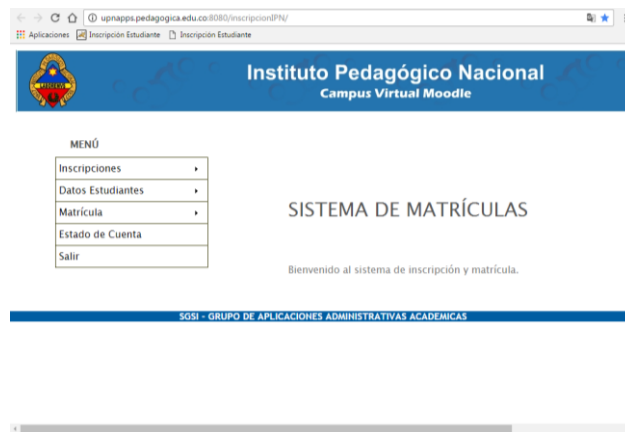 upnapps.pedagogica.edu.co:8080/inscripcionIPN/
Aplicaciones Inscripción Estudiante Inscripción Estudiante
Instituto Pedagógico Nacional
Campus Virtual Moodle
MENÚ
Inscripciones
Datos Estudiantes
Matrícula
Estado de Cuenta
Salir
SISTEMA DE MATRÍCULAS
Bienvenido al sistema de inscripción y matrícula.
SGSI - GRUPO DE APLICACIONES ADMINISTRATIVAS ACADEMICAS